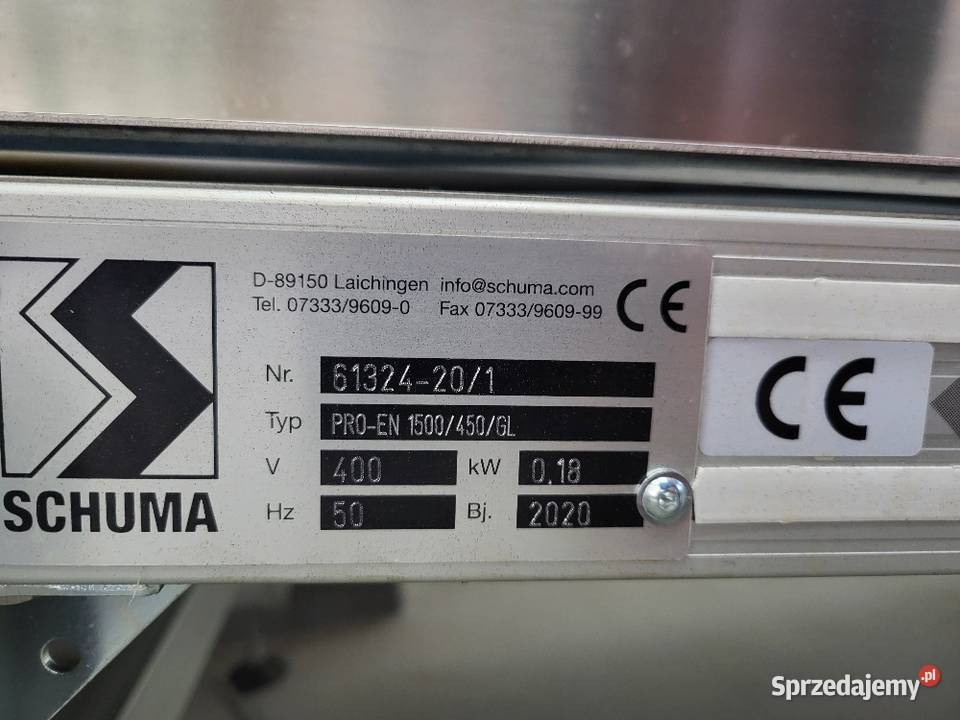 D-89150 Laichingen info@schuma.com
Tel. 07333/9609-0 Fax 07333/9609-99
CE
Nr. 61324-20/1
Typ PRO-EN 1500/450/GL
V 400 kW 0.18
Hz 50 Bj. 2020
SCHUMA
CE
Sprzedajemy.pl